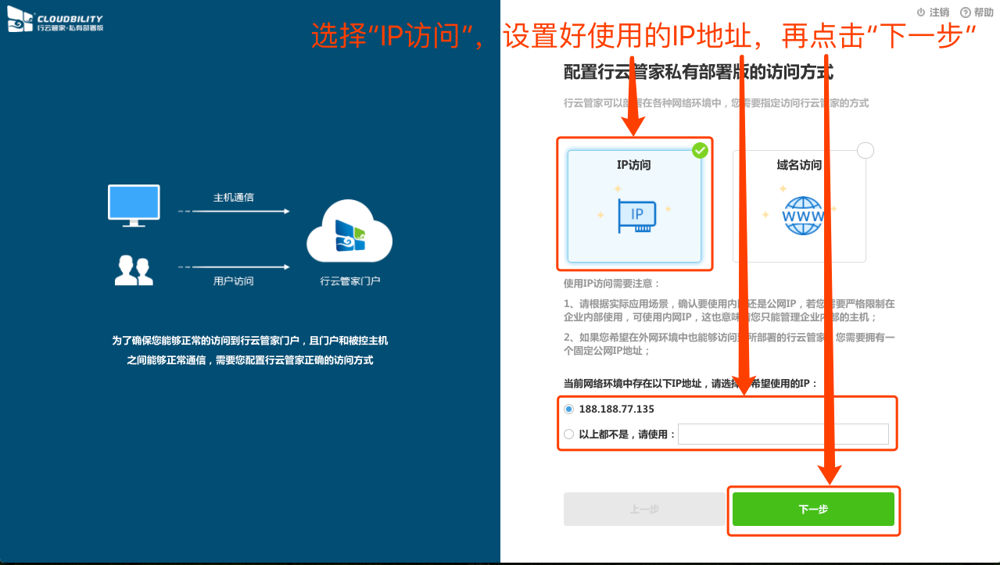 CLOUDBILITY
行云管家·私有部署版
注销 帮助
选择“IP访问”，设置好使用的IP地址，再点击“下一步”
配置行云管家私有部署版的访问方式
行云管家可以部署在各种网络环境中，您需要指定访问行云管家的方式
IP访问
域名访问
IP
WWW
主机通信
用户访问
行云管家门户
为了确保您能够正常的访问到行云管家门户，且门户和被控主机
之间能够正常通信，需要您配置行云管家正确的访问方式
使用IP访问需要注意：
1、请根据实际应用场景，确认要使用内网还是公网IP，若您需要严格限制在
企业内部使用，可使用内网IP，这也意味着您只能管理企业内部的主机；
2、如果您希望在外网环境中也能够访问到所部署的行云管家，您需要拥有一
个固定公网IP地址；
当前网络环境中存在以下IP地址，请选择您希望使用的IP：
188.188.77.135
以上都不是，请使用：
上一步
下一步